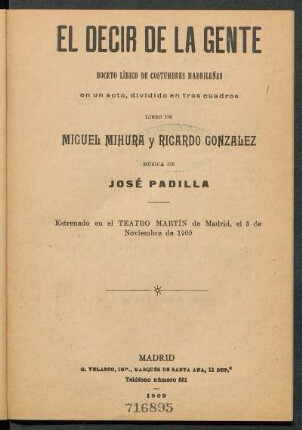 EL DECIR DE LA GENTE
BOCETO LÍRICO DE COSTUMBRES MADRILEÑAS
en un acto, dividido en tres cuadros
LIBRO DE
MIGUEL MIHURA y RICARDO GONZALEZ
MÚSICA DE
JOSÉ PADILLA
Estrenado en el TEATRO MARTÍN de Madrid, el 5 de
Noviembre de 1909
MADRID
R. VELASCO, IMP., MARQUÉS DE SANTA ANA, 11 DUP.º
Teléfono número 551
1909
716895